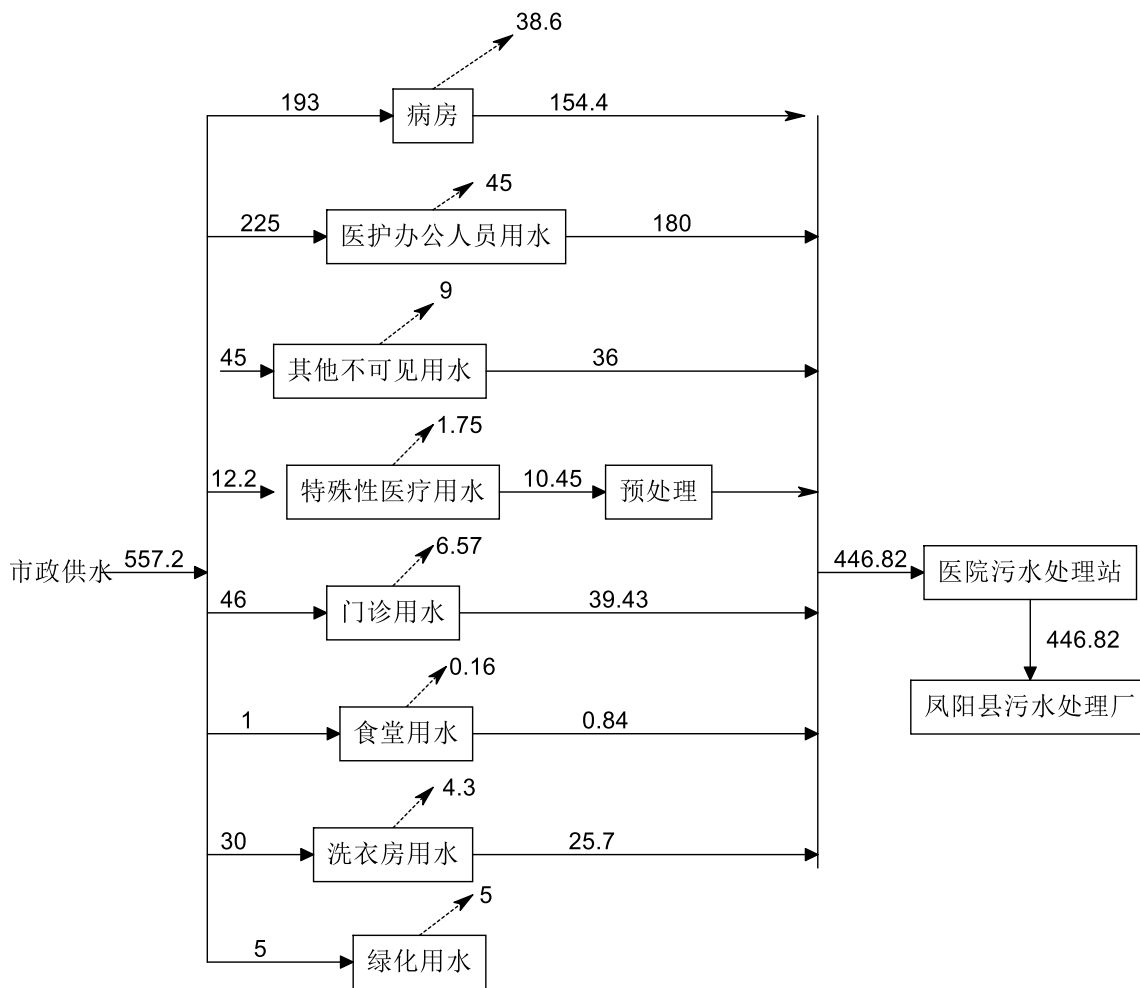 38.6
193
病房
154.4
45
225
医护办公人员用水
180
9
45
其他不可见用水
36
1.75
12.2
特殊性医疗用水
10.45
预处理
市政供水
557.2
6.57
446.82
医院污水处理站
46
门诊用水
39.43
446.82
0.16
凤阳县污水处理厂
1
食堂用水
0.84
4.3
30
洗衣房用水
25.7
5
5
绿化用水